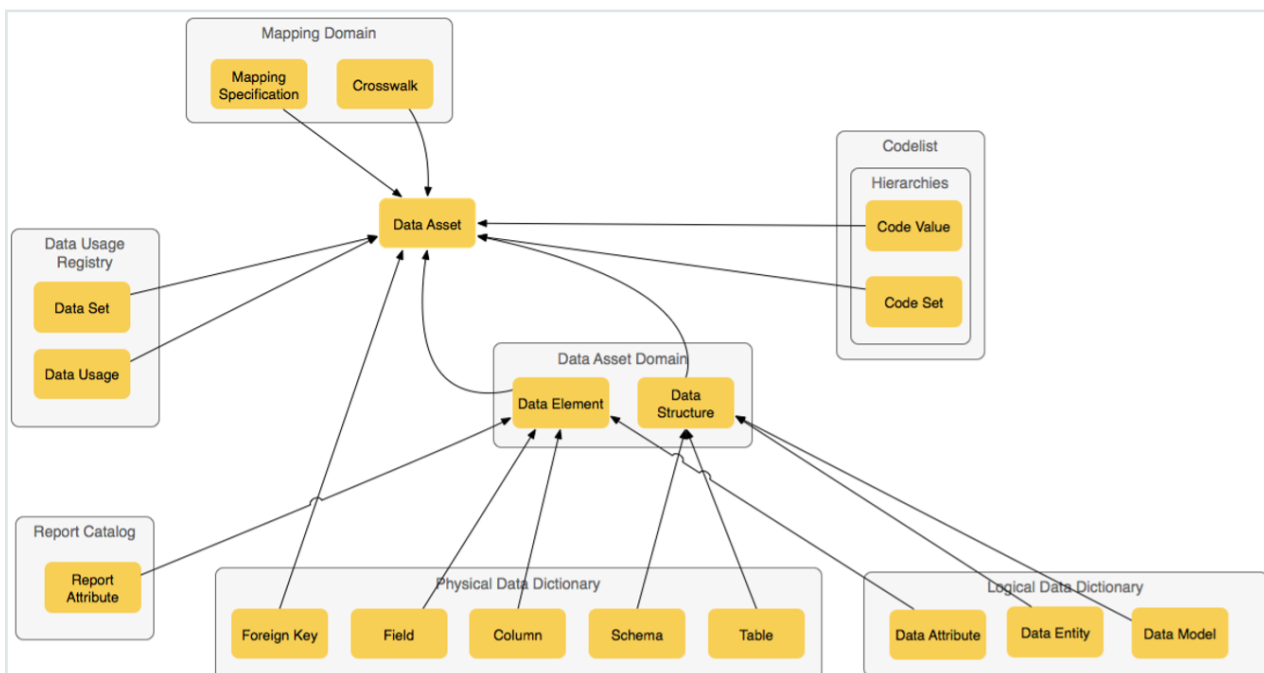 Mapping Domain
Mapping
Specification
Crosswalk
Codelist
Hierarchies
Code Value
Code Set
Data Asset
Data Usage
Registry
Data Set
Data Usage
Data Asset Domain
Data Element
Data
Structure
Report Catalog
Report
Attribute
Physical Data Dictionary
Foreign Key
Field
Column
Schema
Table
Logical Data Dictionary
Data Attribute
Data Entity
Data Model